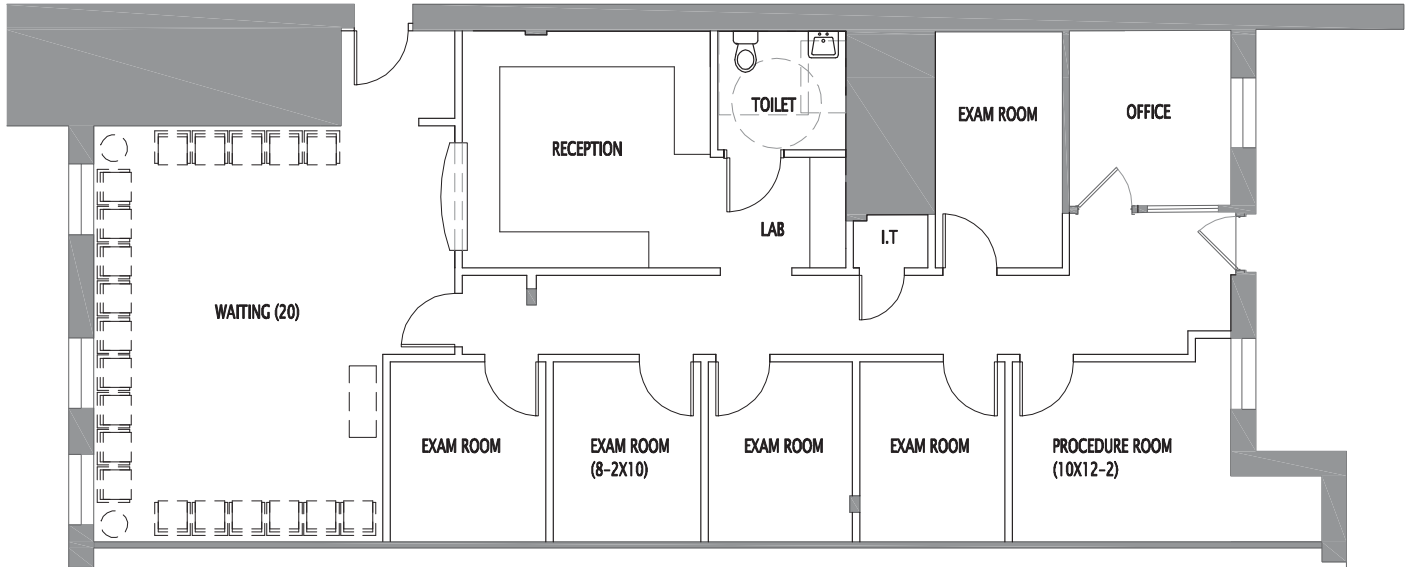 EXAM ROOM
OFFICE
TOILET
RECEPTION
LAB
I.T
WAITING (20)
EXAM ROOM
EXAM ROOM
(8-2X10)
EXAM ROOM
EXAM ROOM
PROCEDURE ROOM
(10X12-2)